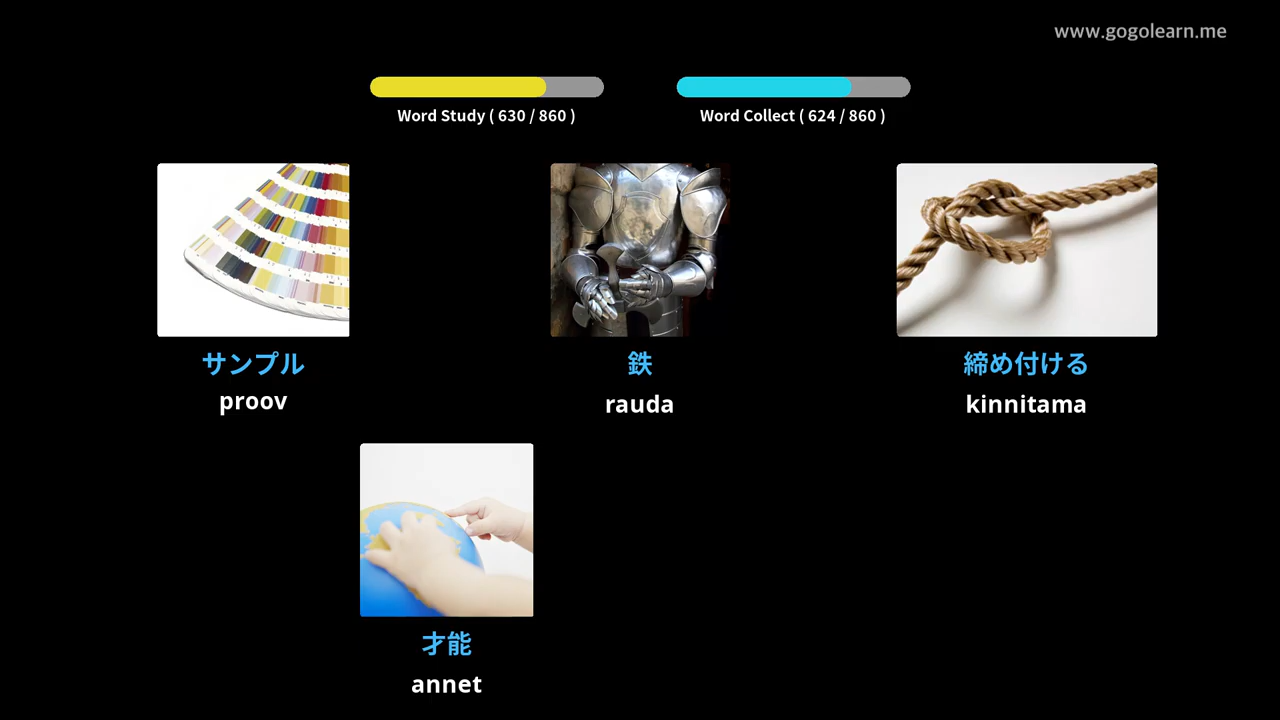 www.gogolearn.me
Word Study ( 630 / 860 )
Word Collect ( 624 / 860 )
サンプル
proov
鉄
rauda
締め付ける
kinnitama
才能
annet